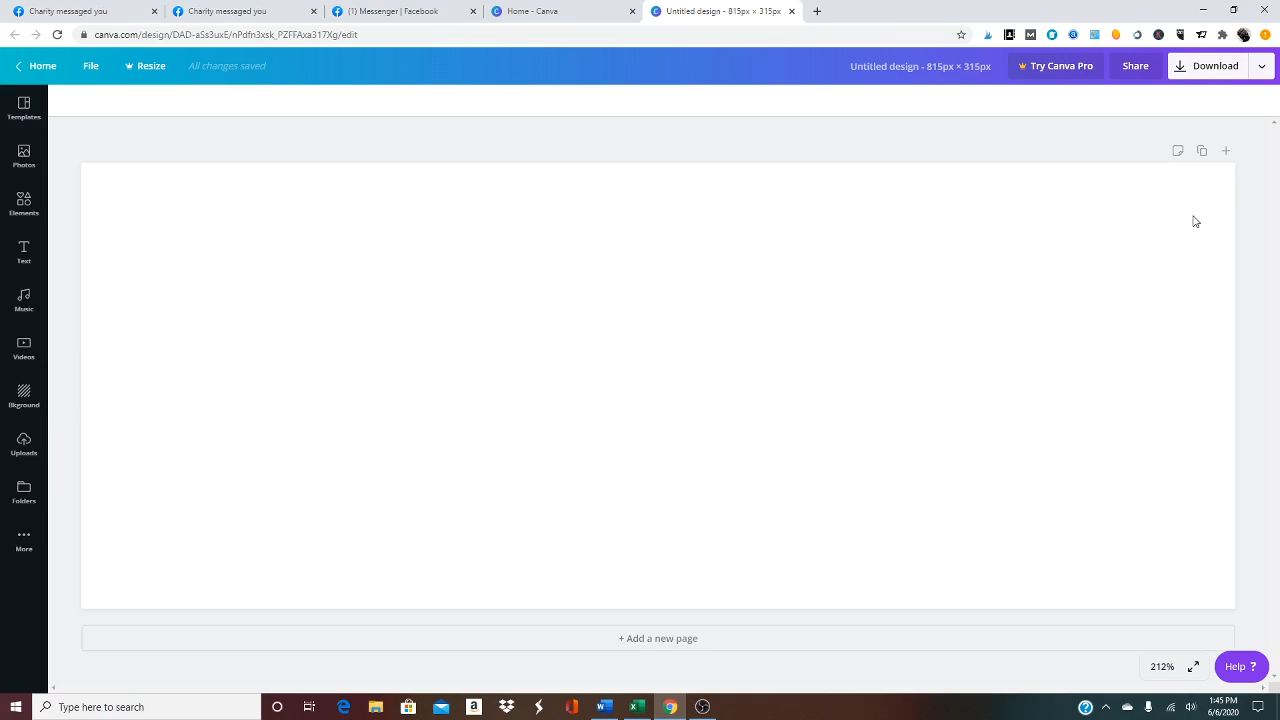 Charity messaged you
Charity messaged you
(1) Messenger | Facebook
Home - Canva
Untitled design - 815px × 315px
canva.com/design/DAD-aSs3uxE/nPdfn3xsk_PZFFAxa317Xg/edit
Home
File
Resize
All changes saved
Untitled design - 815px × 315px
Try Canva Pro
Share
Download
Templates
Photos
Elements
Text
Music
Videos
Bkground
Uploads
Folders
More
+ Add a new page
212%
Help ?
Type here to search
1:45 PM
6/6/2020